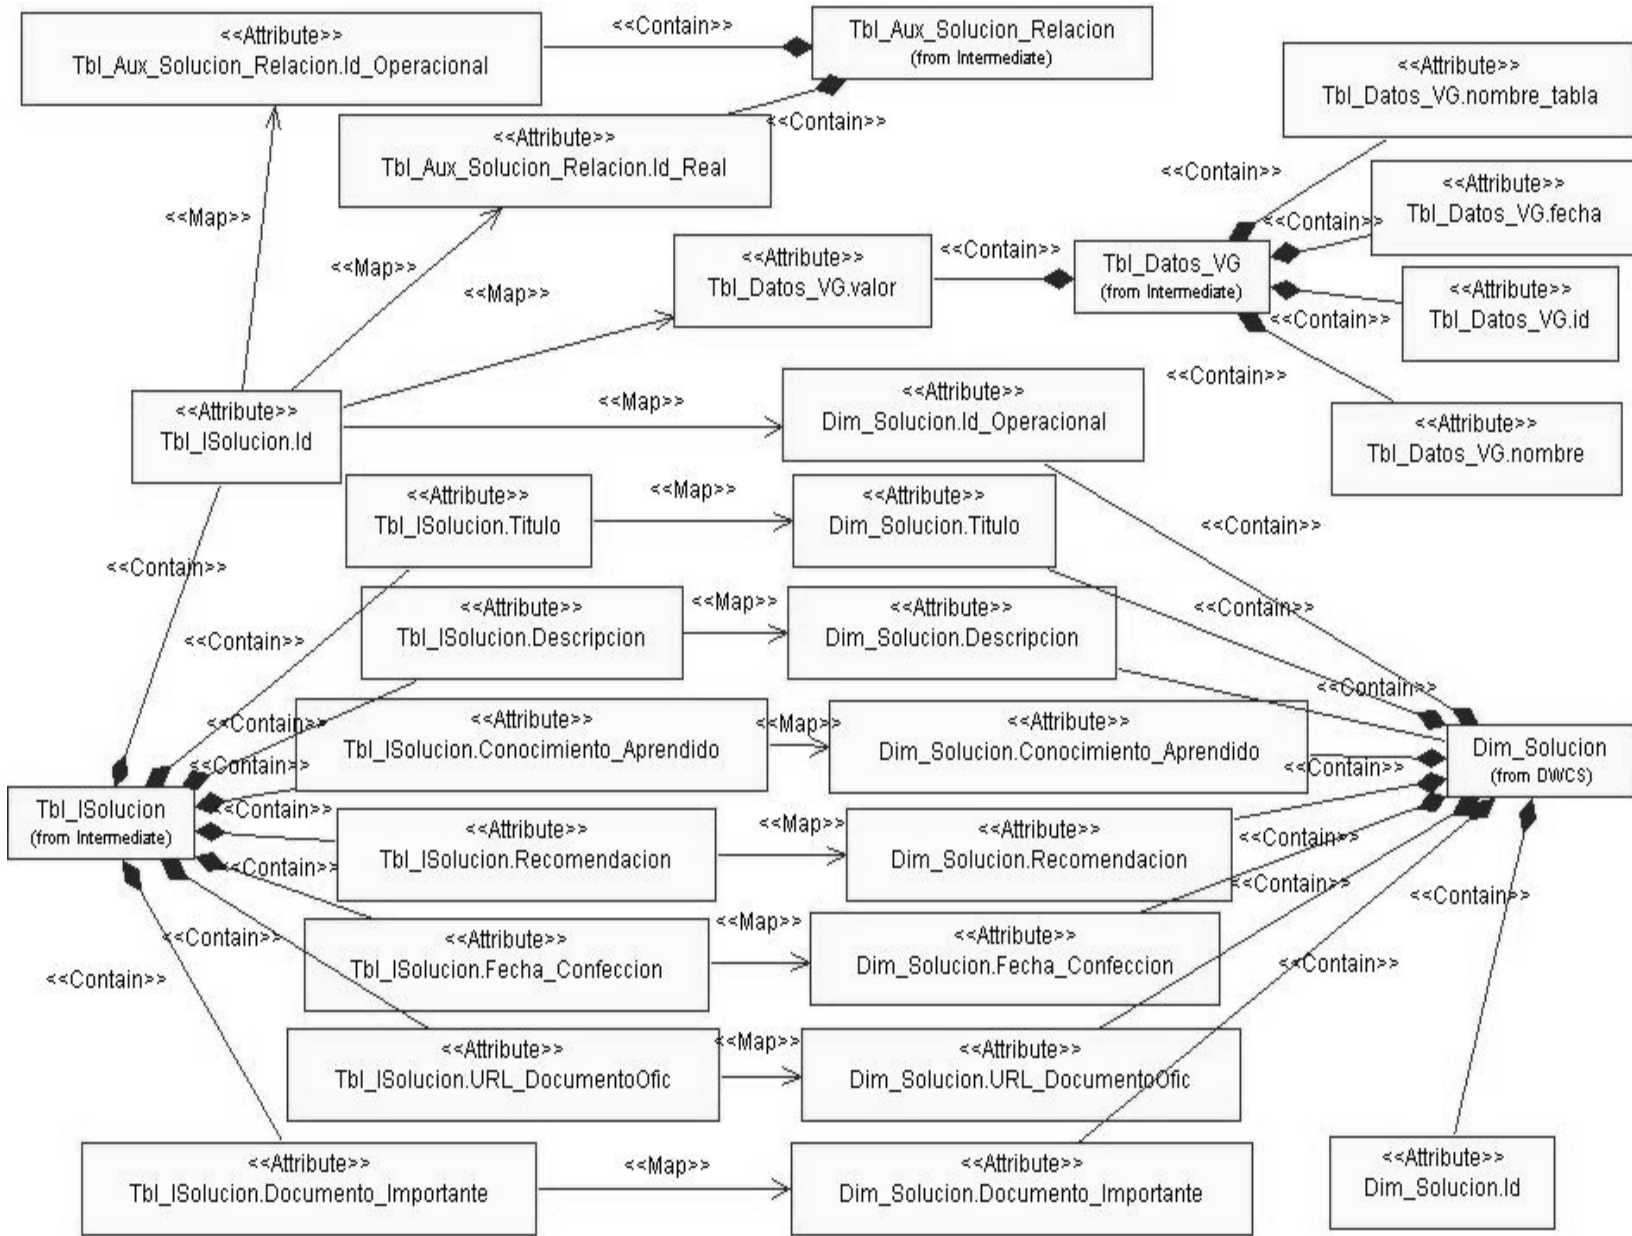 <<Attribute>>
Tbl_Aux_Solucion_Relacion.Id_Operacional
<<Contain>>
Tbl_Aux_Solucion_Relacion
(from Intermediate)
<<Contain>>
<<Attribute>>
Tbl_Aux_Solucion_Relacion.Id_Real
<<Attribute>>
Tbl_Datos_VG.nombre_tabla
<<Contain>>
<<Attribute>>
Tbl_Datos_VG.fecha
<<Contain>>
<<Map>>
<<Map>>
<<Map>>
<<Attribute>>
Tbl_Datos_VG.valor
<<Contain>>
Tbl_Datos_VG
(from Intermediate)
<<Contain>>
<<Attribute>>
Tbl_Datos_VG.id
<<Contain>>
<<Attribute>>
Tbl_Datos_VG.nombre
<<Attribute>>
Tbl_ISolucion.Id
<<Map>>
<<Attribute>>
Dim_Solucion.Id_Operacional
<<Contain>>
<<Attribute>>
Tbl_ISolucion.Titulo
<<Map>>
<<Attribute>>
Dim_Solucion.Titulo
<<Contain>>
<<Contain>>
<<Contain>>
<<Attribute>>
Tbl_ISolucion.Descripcion
<<Map>>
<<Attribute>>
Dim_Solucion.Descripcion
<<Contain>>
<<Contain>>
<<Contain>>
<<Attribute>>
Tbl_ISolucion.Conocimiento_Aprendido
<<Map>>
<<Attribute>>
Dim_Solucion.Conocimiento_Aprendido
<<Contain>>
<<Contain>>
Dim_Solucion
(from DWCS)
Tbl_ISolucion
(from Intermediate)
<<Contain>>
<<Attribute>>
Tbl_ISolucion.Recomendacion
<<Map>>
<<Attribute>>
Dim_Solucion.Recomendacion
<<Contain>>
<<Contain>>
<<Contain>>
<<Contain>>
<<Contain>>
<<Attribute>>
Tbl_ISolucion.Fecha_Confeccion
<<Map>>
<<Attribute>>
Dim_Solucion.Fecha_Confeccion
<<Contain>>
<<Contain>>
<<Attribute>>
Tbl_ISolucion.URL_DocumentoOfic
<<Map>>
<<Attribute>>
Dim_Solucion.URL_DocumentoOfic
<<Attribute>>
Tbl_ISolucion.Documento_Importante
<<Map>>
<<Attribute>>
Dim_Solucion.Documento_Importante
<<Attribute>>
Dim_Solucion.Id